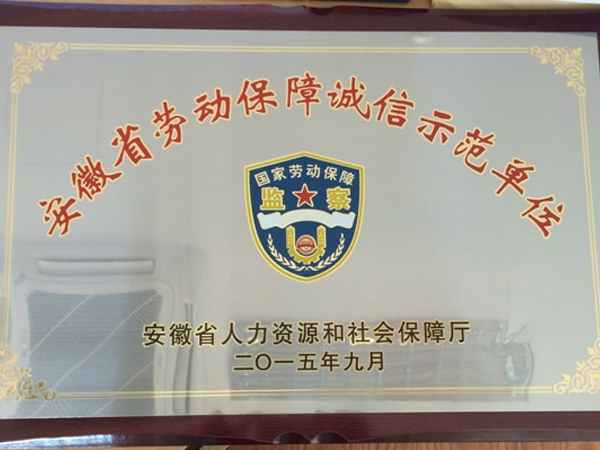 安徽省劳动保障诚信示范单位
国家劳动保障
监察
安徽省人力资源和社会保障厅
二〇一五年九月